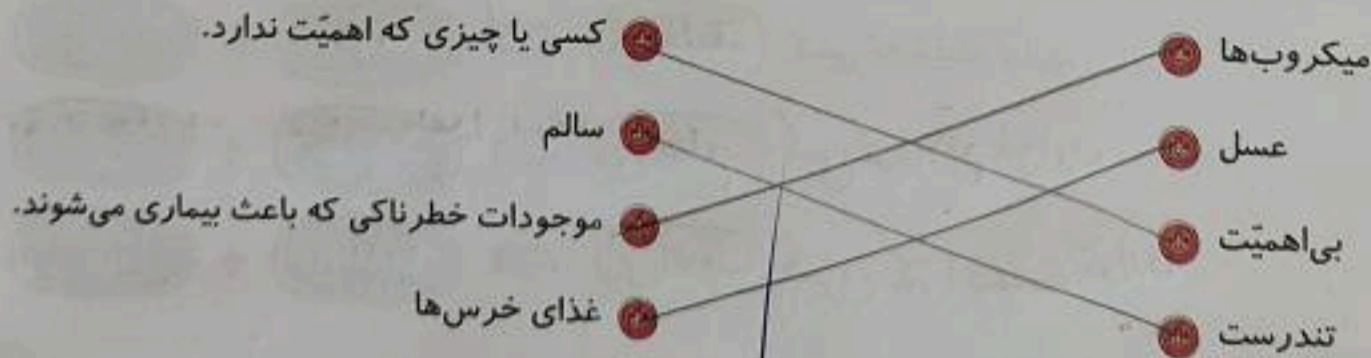 میکروب‌ها
کسی یا چیزی که اهمیّت ندارد.
عسل
سالم
بی‌اهمیّت
موجودات خطرناکی که باعث بیماری می‌شوند.
تندرست
غذای خرس‌ها